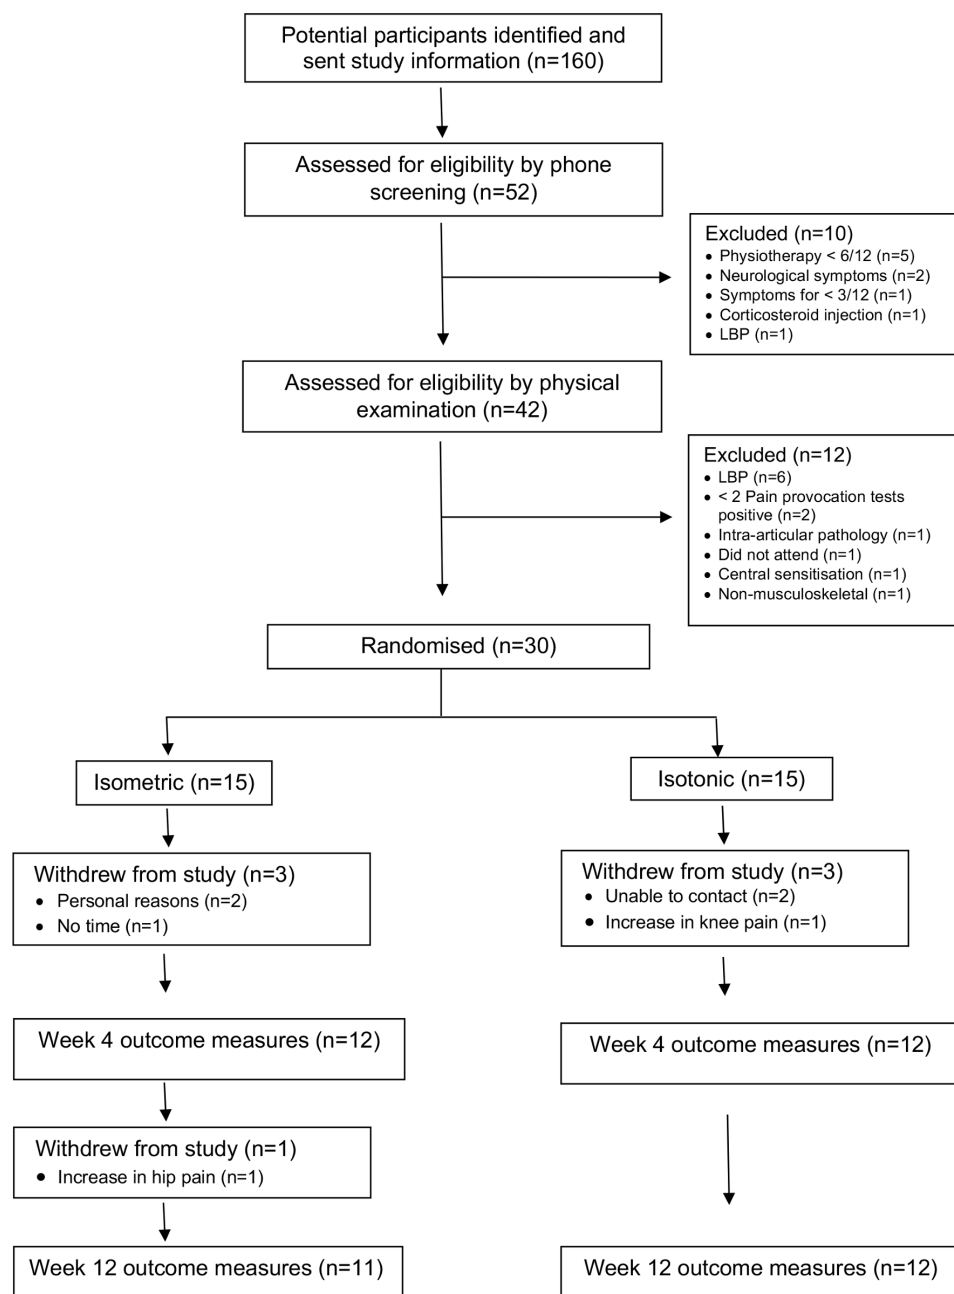 Potential participants identified and
sent study information (n=160)
Assessed for eligibility by phone
screening (n=52)
Excluded (n=10)
• Physiotherapy < 6/12 (n=5)
• Neurological symptoms (n=2)
• Symptoms for < 3/12 (n=1)
• Corticosteroid injection (n=1)
• LBP (n=1)
Assessed for eligibility by physical
examination (n=42)
Excluded (n=12)
• LBP (n=6)
• < 2 Pain provocation tests
positive (n=2)
• Intra-articular pathology (n=1)
• Did not attend (n=1)
• Central sensitisation (n=1)
• Non-musculoskeletal (n=1)
Randomised (n=30)
Isometric (n=15)
Isotonic (n=15)
Withdrew from study (n=3)
• Personal reasons (n=2)
• No time (n=1)
Withdrew from study (n=3)
• Unable to contact (n=2)
• Increase in knee pain (n=1)
Week 4 outcome measures (n=12)
Week 4 outcome measures (n=12)
Withdrew from study (n=1)
• Increase in hip pain (n=1)
Week 12 outcome measures (n=11)
Week 12 outcome measures (n=12)